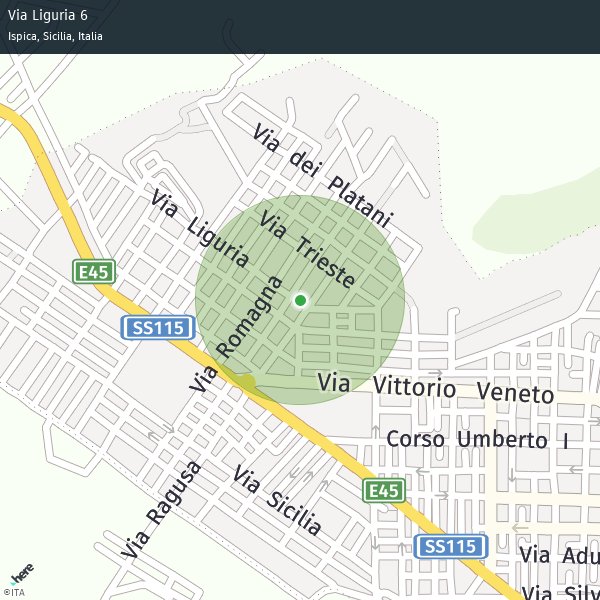 Via Liguria 6
Ispica, Sicilia, Italia
Via dei Platani
Via Liguria
Via Trieste
E45
SS115
Via Romagna
Via Vittorio Veneto
Corso Umberto I
Via Ragusa
Via Sicilia
E45
SS115
Via Adu
Via Silv
here
©ITA